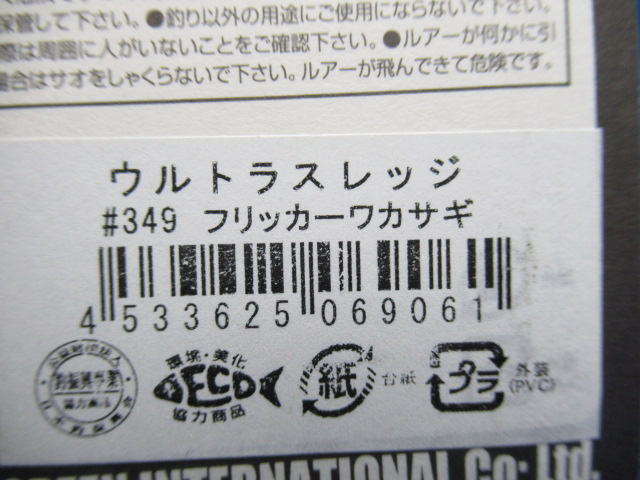 保管して下さい。●釣り以外の用途にご使用にならないで下さい。
際は周囲に人がいないことをご確認下さい。●ルアーが何かに引
場合はサオをしゃくらないで下さい。ルアーが飛んできて危険です。
ウルトラスレッジ
#349 フリッカーワカサギ
4 533625 069061
環境・美化
ECO
協力商品
紙 台紙
プラ 外装
(PVC)
INTERNATIONAL Co; Ltd.